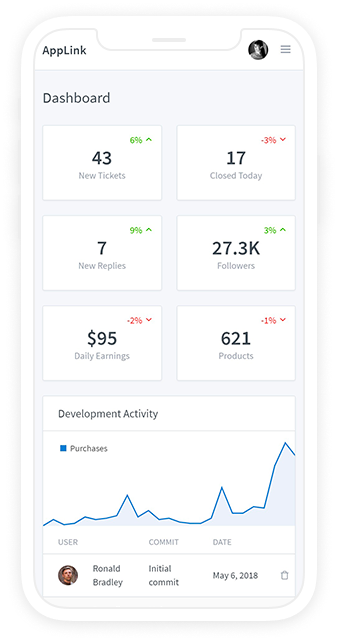 AppLink
Dashboard
6%
43
New Tickets
-3%
17
Closed Today
9%
7
New Replies
3%
27.3K
Followers
-2%
$95
Daily Earnings
-1%
621
Products
Development Activity
Purchases
USER COMMIT DATE
Ronald
Bradley
Initial
commit
May 6, 2018